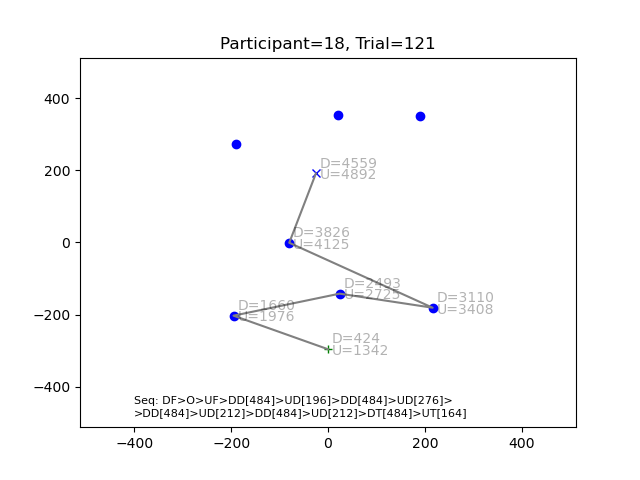 Participant=18, Trial=121
400
200
0
−200
−400
D=4559
U=4892
D=3826
U=4125
D=2493
U=2725
D=3110
U=3408
D=1660
U=1976
D=424
U=1342
Seq: DF>O>UF>DD[484]>UD[196]>DD[484]>UD[276]>
>DD[484]>UD[212]>DD[484]>UD[212]>DT[484]>UT[164]
−400 −200 0 200 400